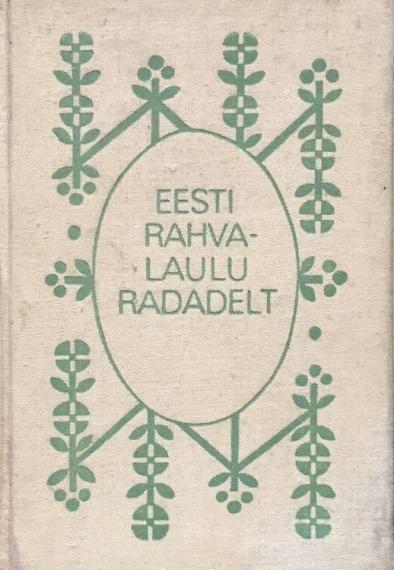 EESTI
RAHVA-
LAULU
RADADELT